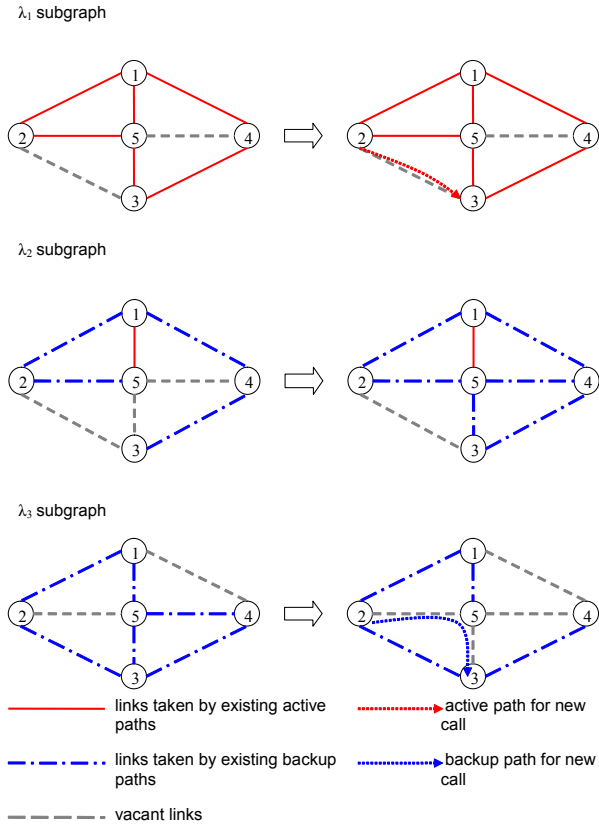 λ₁ subgraph
1
1
2
5
4
2
5
4
3
3
λ₂ subgraph
1
1
2
5
4
2
5
4
3
3
λ₃ subgraph
1
1
2
5
4
2
5
4
3
3
links taken by existing active
paths
active path for new
call
links taken by existing backup
paths
backup path for new
call
vacant links